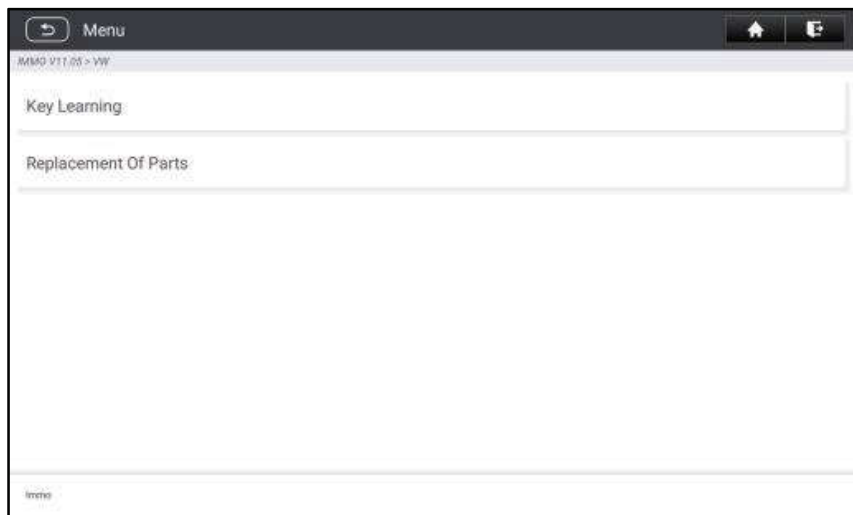 Menu
IMMO V11.05 > VW
Key Learning
Replacement Of Parts
Immo